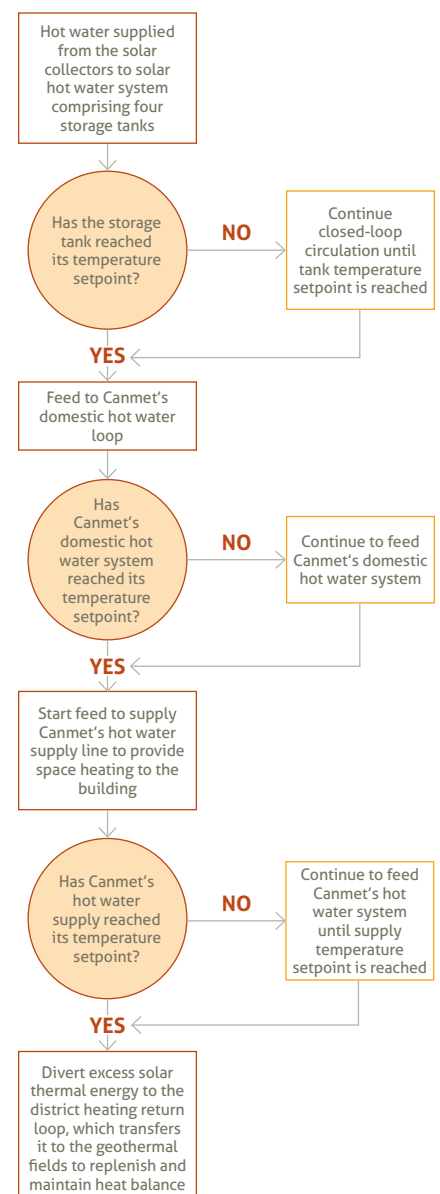 Hot water supplied
from the solar
collectors to solar
hot water system
comprising four
storage tanks
Has the storage
tank reached
its temperature
setpoint?
NO
Continue
closed-loop
circulation until
tank temperature
setpoint is reached
YES
Feed to Canmet's
domestic hot water
loop
Has
Canmet's
domestic hot
water system
reached its
temperature
setpoint?
NO
Continue to feed
Canmet's domestic
hot water system
YES
Start feed to supply
Canmet's hot water
supply line to provide
space heating to the
building
Has Canmet's
hot water
supply reached
its temperature
setpoint?
NO
Continue to feed
Canmet's hot
water system
until supply
temperature
setpoint is reached
YES
Divert excess solar
thermal energy to the
district heating return
loop, which transfers
it to the geothermal
fields to replenish and
maintain heat balance